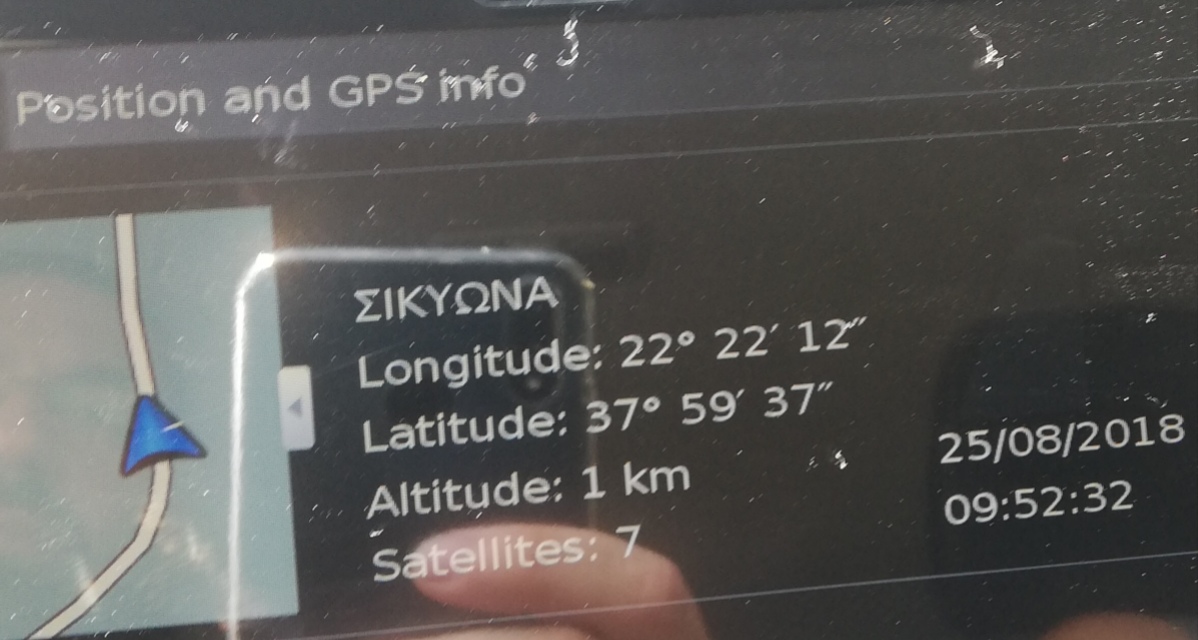 Position and GPS info
ΣΙΚΥΩΝΑ
Longitude: 22° 22′ 12″
Latitude: 37° 59′ 37″
Altitude: 1 km
Satellites: 7
25/08/2018
09:52:32